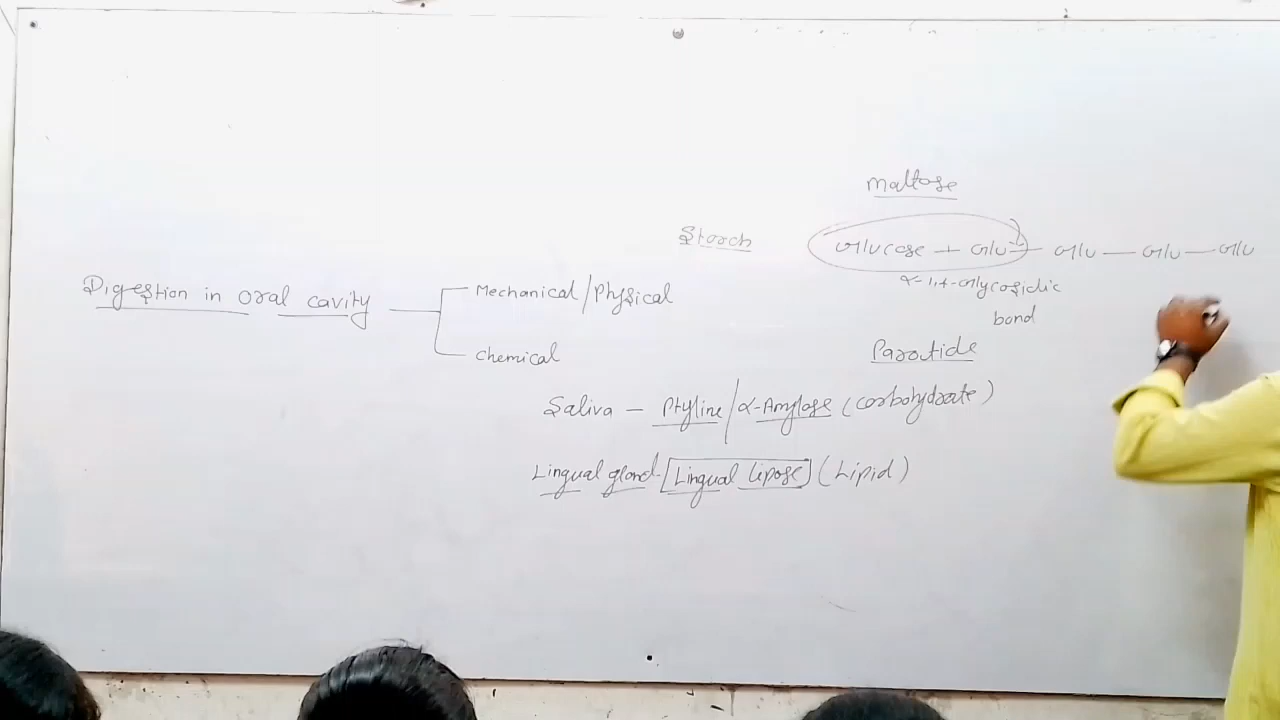 Maltose
Starch
Glucose + Glu — Glu — Glu — Glu
α-1,4-Glycosidic
bond
Digestion in oral cavity
Mechanical/Physical
chemical
Parotide
Saliva — Ptyline/α-Amylase (carbohydrate)
Lingual gland - Lingual lipase (Lipid)